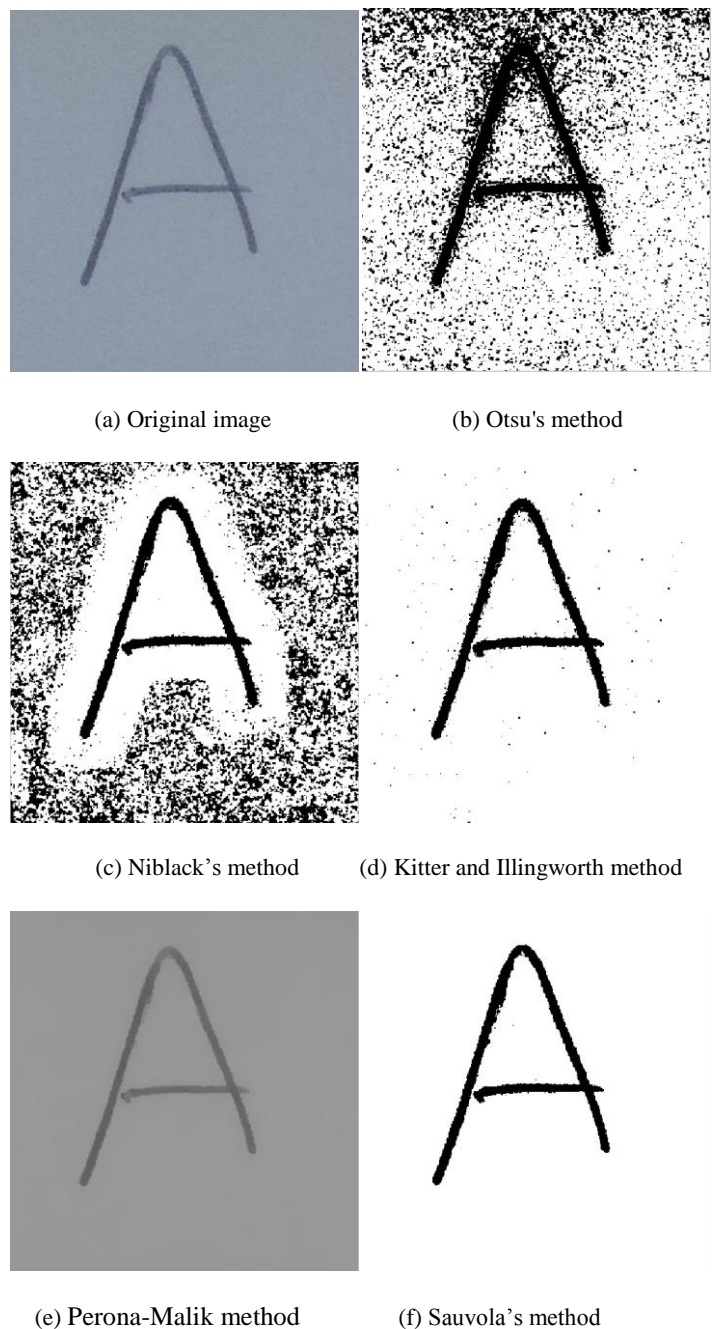 A A
(a) Original image (b) Otsu's method
A A
(c) Niblack’s method (d) Kitter and Illingworth method
A A
(e) Perona-Malik method (f) Sauvola’s method